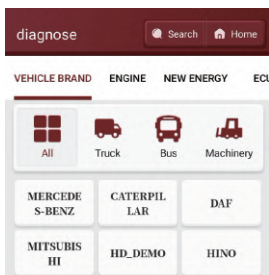 diagnose
Search
Home
VEHICLE BRAND
ENGINE
NEW ENERGY
ECU
All
Truck
Bus
Machinery
MERCEDE
S-BENZ
CATERPIL
LAR
DAF
MITSUBIS
HI
HD_DEMO
HINO